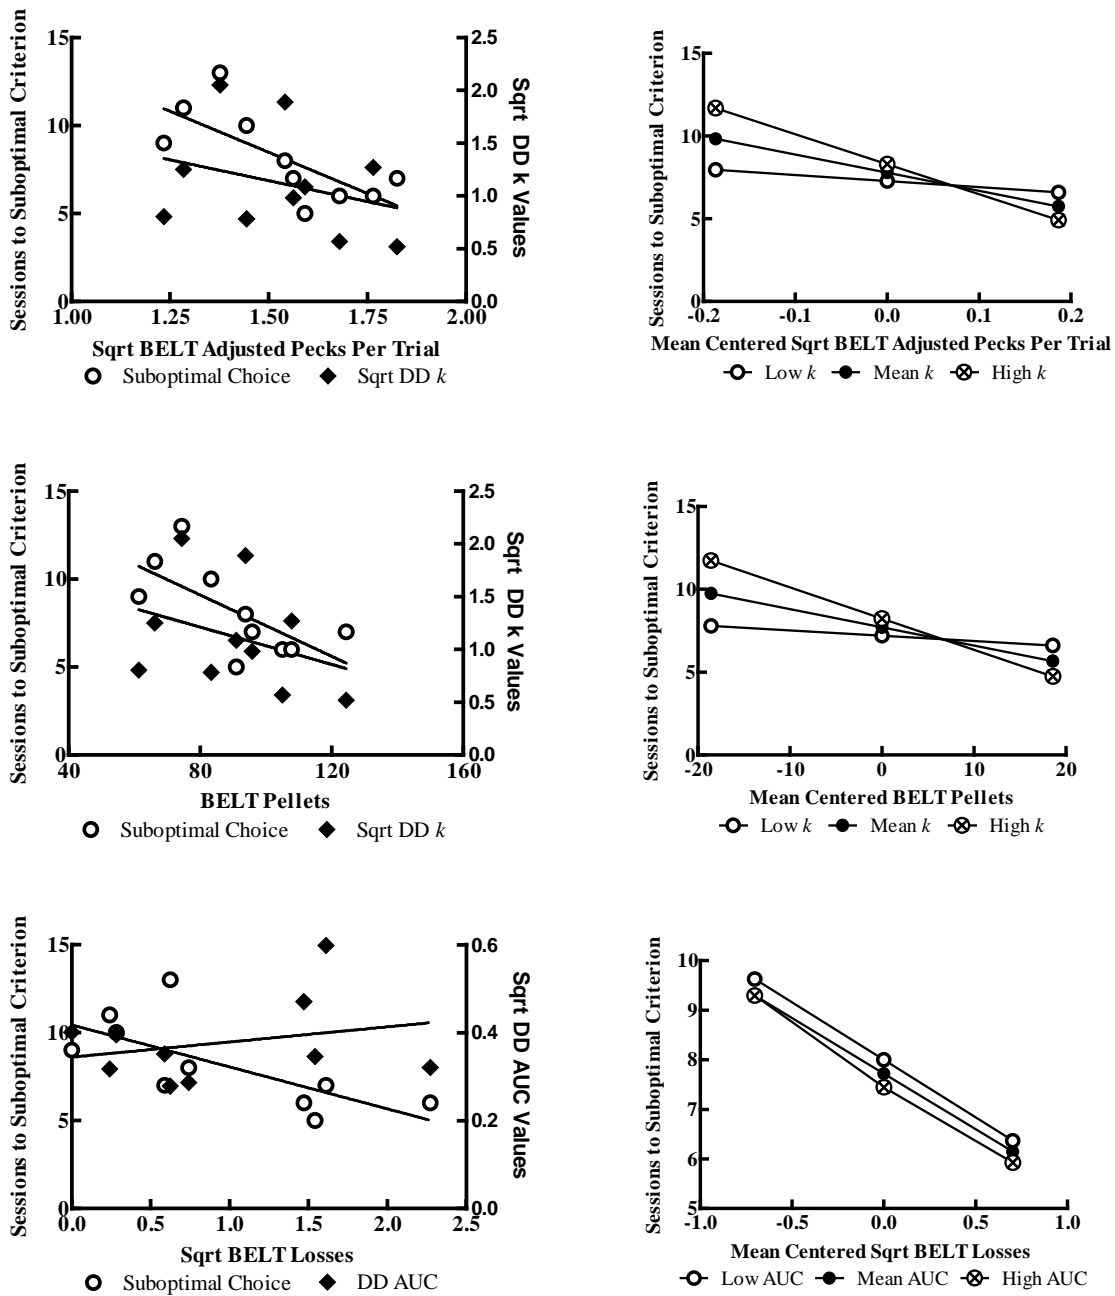 Sessions to Suboptimal Criterion
15
10
5
0
2.5
2.0
1.5
1.0
0.5
0.0
Sqrt DD k Values
1.00 1.25 1.50 1.75 2.00
Sqrt BELT Adjusted Pecks Per Trial
Suboptimal Choice Sqrt DD k
Sessions to Suboptimal Criterion
15
10
5
0
-0.2 -0.1 0.0 0.1 0.2
Mean Centered Sqrt BELT Adjusted Pecks Per Trial
Low k Mean k High k
Sessions to Suboptimal Criterion
15
10
5
0
2.5
2.0
1.5
1.0
0.5
0.0
Sqrt DD k Values
40 80 120 160
BELT Pellets
Suboptimal Choice Sqrt DD k
Sessions to Suboptimal Criterion
15
10
5
0
-20 -10 0 10 20
Mean Centered BELT Pellets
Low k Mean k High k
Sessions to Suboptimal Criterion
15
10
5
0
0.6
0.4
0.2
0.0
Sqrt DD AUC Values
0.0 0.5 1.0 1.5 2.0 2.5
Sqrt BELT Losses
Suboptimal Choice DD AUC
Sessions to Suboptimal Criterion
10
9
8
7
6
5
-1.0 -0.5 0.0 0.5 1.0
Mean Centered Sqrt BELT Losses
Low AUC Mean AUC High AUC